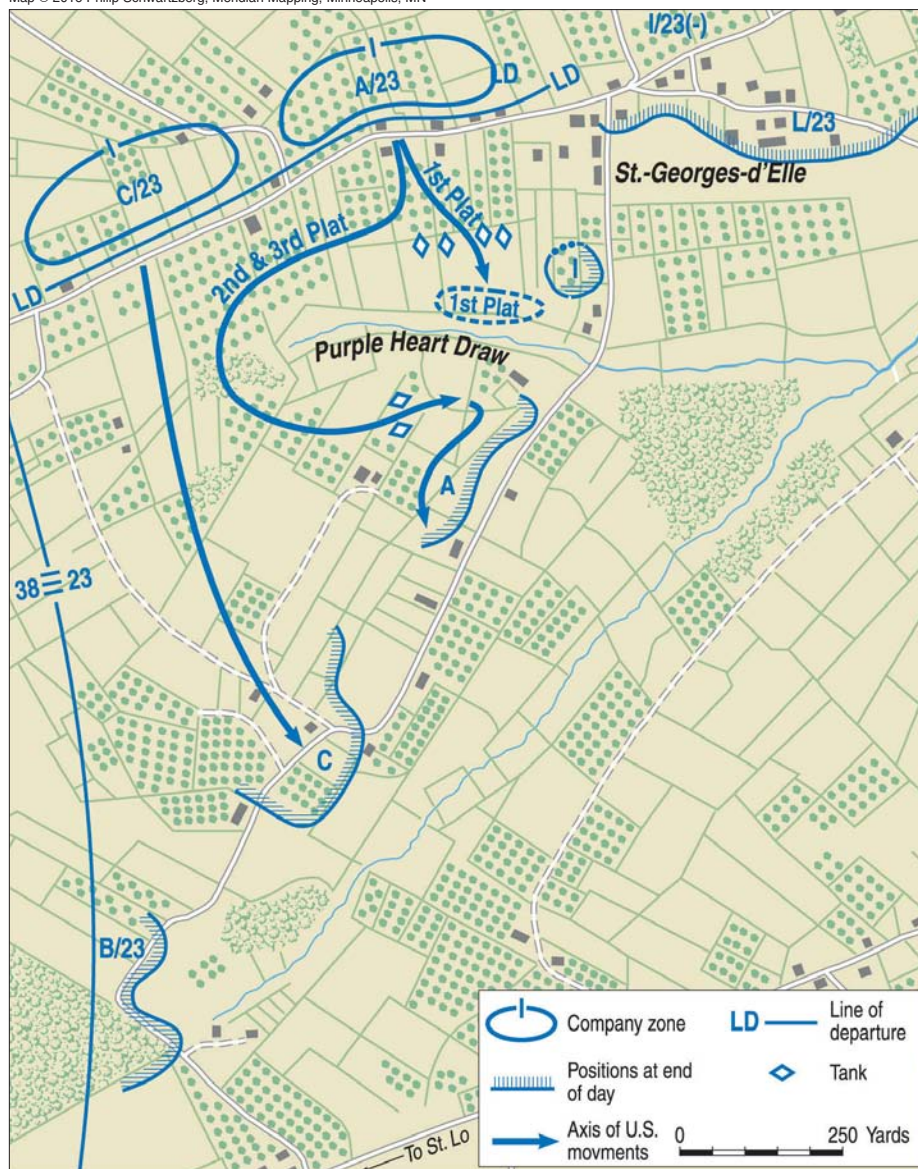 Map © 2018 Philip Schwartzberg, Meridian Mapping, Minneapolis, MN
I/23(-)
A/23
LD
LD
L/23
St.-Georges-d'Elle
C/23
1st Plat
2nd & 3rd Plat
LD
I
1st Plat
Purple Heart Draw
A
38
23
C
B/23
Company zone
LD
Line of
departure
Positions at end
of day
Tank
Axis of U.S.
movments
0
250 Yards
To St. Lo